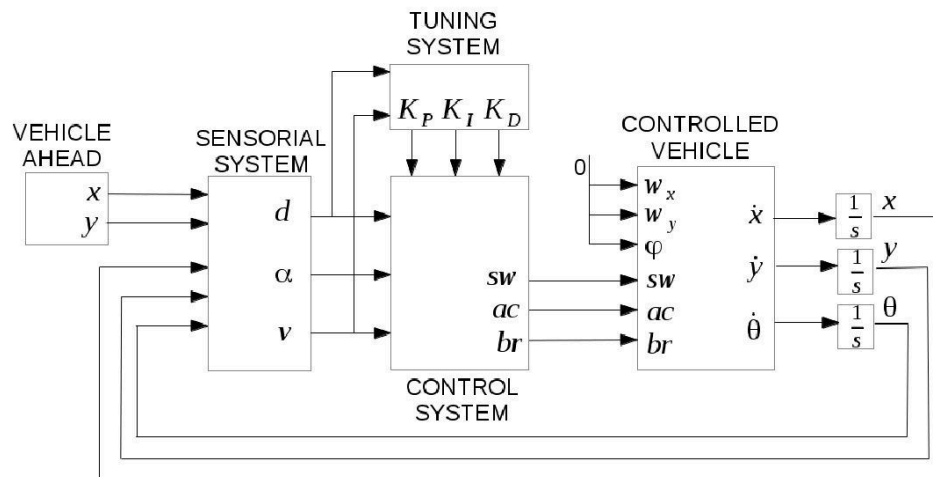 TUNING
SYSTEM
K_P K_I K_D
VEHICLE
AHEAD
x
y
SENSORIAL
SYSTEM
d
α
v
sw
ac
br
CONTROL
SYSTEM
CONTROLLED
VEHICLE
0
w_x
w_y
φ
sw
ac
br
ẋ
ẏ
θ̇
1/s
x
1/s
y
1/s
θ